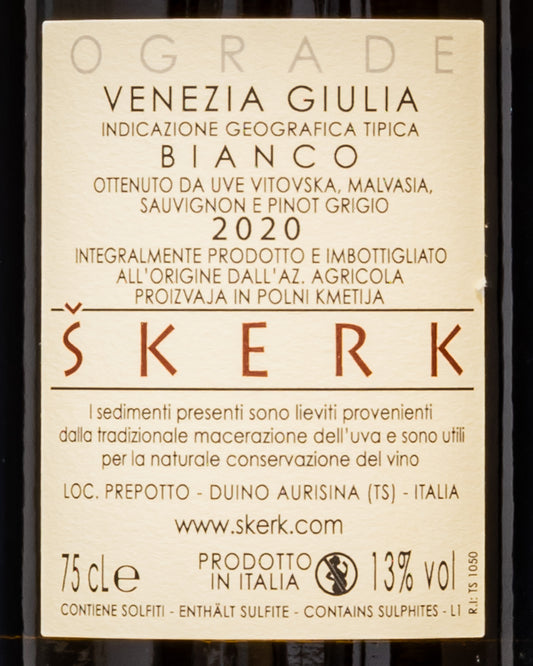 OGRADE
VENEZIA GIULIA
INDICAZIONE GEOGRAFICA TIPICA
BIANCO
OTTENUTO DA UVE VITOVSKA, MALVASIA,
SAUVIGNON E PINOT GRIGIO
2020
INTEGRALMENTE PRODOTTO E IMBOTTIGLIATO
ALL'ORIGINE DALL'AZ. AGRICOLA
PROIZVAJA IN POLNI KMETIJA
ŠKERK
I sedimenti presenti sono lieviti provenienti
dalla tradizionale macerazione dell'uva e sono utili
per la naturale conservazione del vino
LOC. PREPOTTO - DUINO AURISINA (TS) - ITALIA
www.skerk.com
75 cL e
PRODOTTO
IN ITALIA
13% vol
R.I: TS 1050
CONTIENE SOLFITI - ENTHÄLT SULFITE - CONTAINS SULPHITES - L1